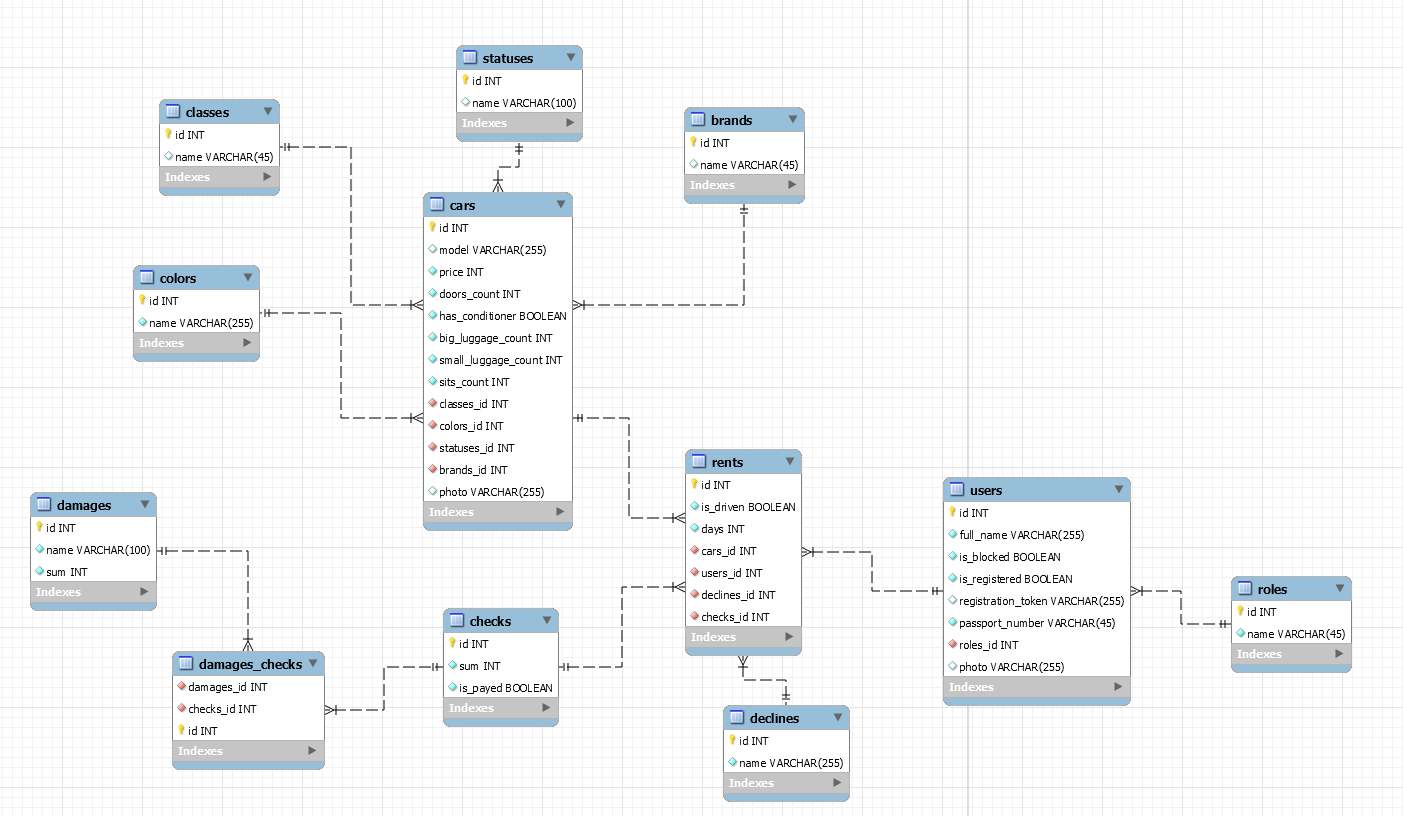 statuses
id INT
name VARCHAR(100)
Indexes
classes
id INT
name VARCHAR(45)
Indexes
brands
id INT
name VARCHAR(45)
Indexes
cars
id INT
model VARCHAR(255)
price INT
doors_count INT
has_conditioner BOOLEAN
big_luggage_count INT
small_luggage_count INT
sits_count INT
classes_id INT
colors_id INT
statuses_id INT
brands_id INT
photo VARCHAR(255)
Indexes
colors
id INT
name VARCHAR(255)
Indexes
rents
id INT
is_driven BOOLEAN
days INT
cars_id INT
users_id INT
declines_id INT
checks_id INT
Indexes
users
id INT
full_name VARCHAR(255)
is_blocked BOOLEAN
is_registered BOOLEAN
registration_token VARCHAR(255)
passport_number VARCHAR(45)
roles_id INT
photo VARCHAR(255)
Indexes
damages
id INT
name VARCHAR(100)
sum INT
Indexes
roles
id INT
name VARCHAR(45)
Indexes
checks
id INT
sum INT
is_payed BOOLEAN
Indexes
damages_checks
damages_id INT
checks_id INT
id INT
Indexes
declines
id INT
name VARCHAR(255)
Indexes